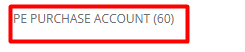 PE PURCHASE ACCOUNT (60)